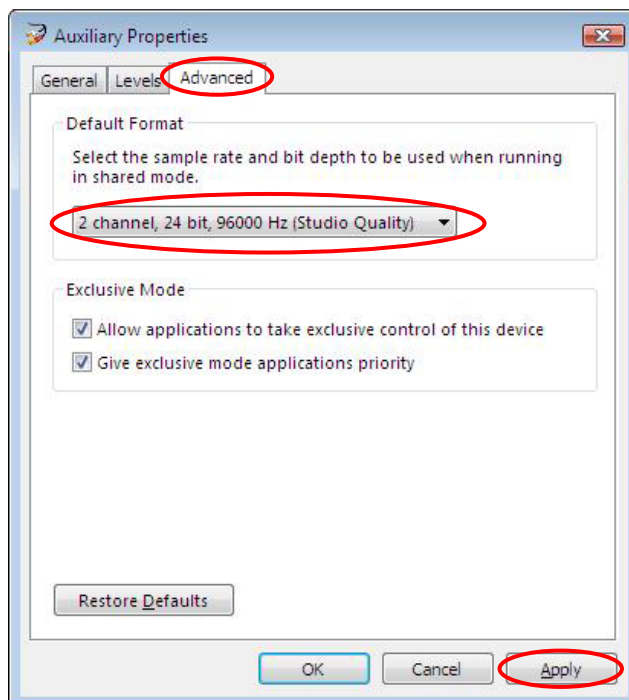 Auxiliary Properties
General
Levels
Advanced
Default Format
Select the sample rate and bit depth to be used when running
in shared mode.
2 channel, 24 bit, 96000 Hz (Studio Quality)
Exclusive Mode
Allow applications to take exclusive control of this device
Give exclusive mode applications priority
Restore Defaults
OK
Cancel
Apply